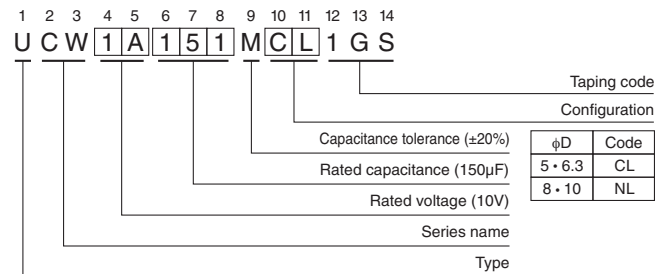 1 2 3 4 5 6 7 8 9 10 11 12 13 14
U C W 1 A 1 5 1 M C L 1 G S
Taping code
Configuration
Capacitance tolerance (±20%)
Rated capacitance (150µF)
Rated voltage (10V)
Series name
Type
ϕD Code
5 • 6.3 CL
8 • 10 NL